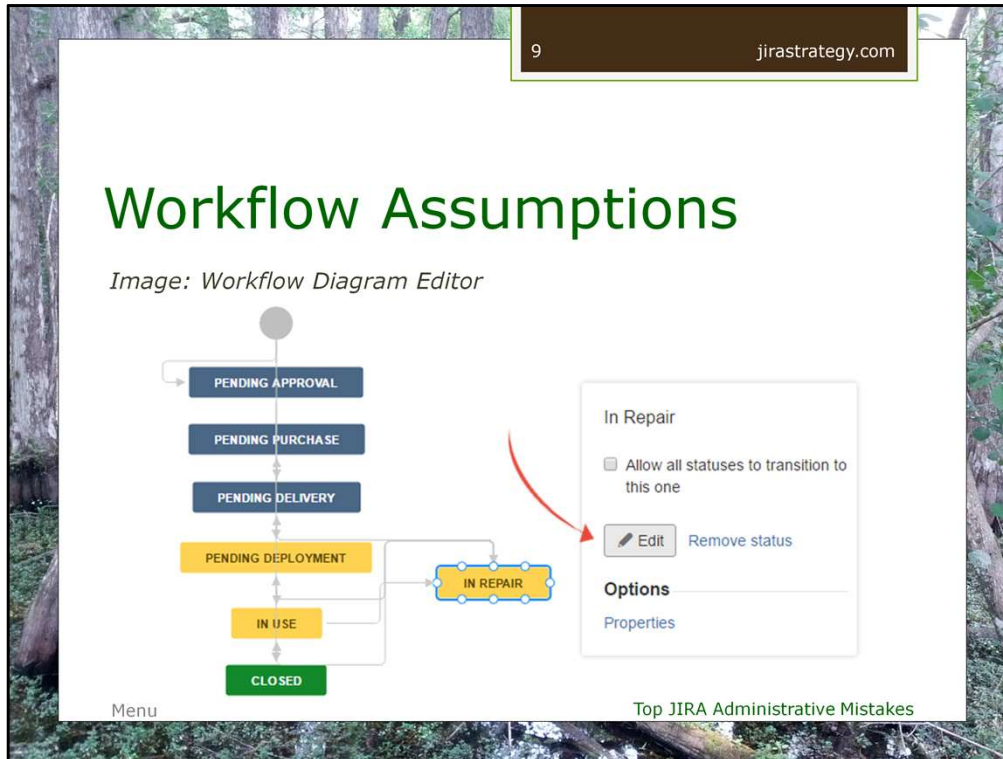 9
jirastrategy.com
Workflow Assumptions
Image: Workflow Diagram Editor
PENDING APPROVAL
PENDING PURCHASE
PENDING DELIVERY
PENDING DEPLOYMENT
IN REPAIR
IN USE
CLOSED
In Repair
Allow all statuses to transition to
this one
Edit Remove status
Options
Properties
Menu
Top JIRA Administrative Mistakes